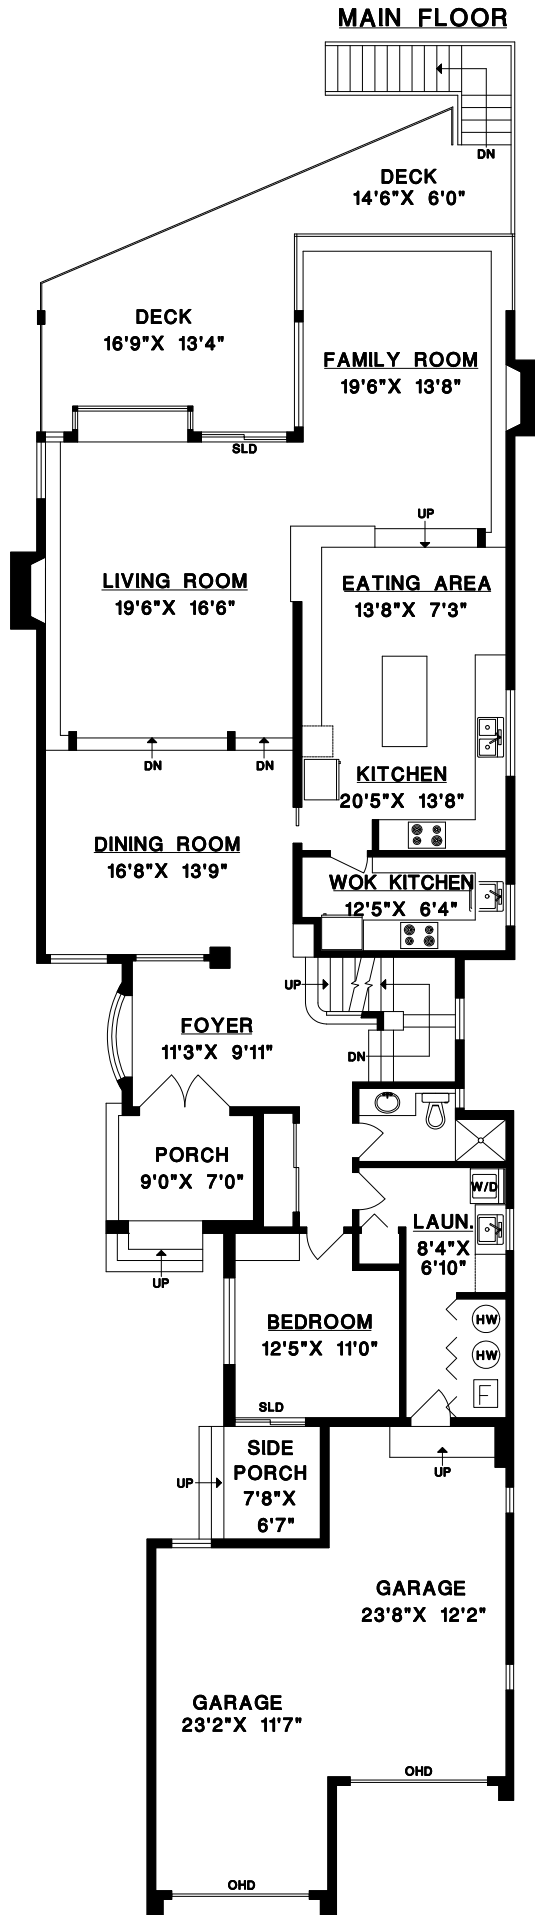 MAIN FLOOR
DN
DECK
14'6"X 6'0"
DECK
16'9"X 13'4"
FAMILY ROOM
19'6"X 13'8"
SLD
UP
LIVING ROOM
19'6"X 16'6"
EATING AREA
13'8"X 7'3"
DN
DN
KITCHEN
20'5"X 13'8"
DINING ROOM
16'8"X 13'9"
WOK KITCHEN
12'5"X 6'4"
UP
FOYER
11'3"X 9'11"
DN
PORCH
9'0"X 7'0"
W/D
LAUN.
8'4"X
6'10"
UP
BEDROOM
12'5"X 11'0"
HW
HW
F
SLD
SIDE
PORCH
7'8"X
6'7"
UP
UP
GARAGE
23'8"X 12'2"
GARAGE
23'2"X 11'7"
OHD
OHD